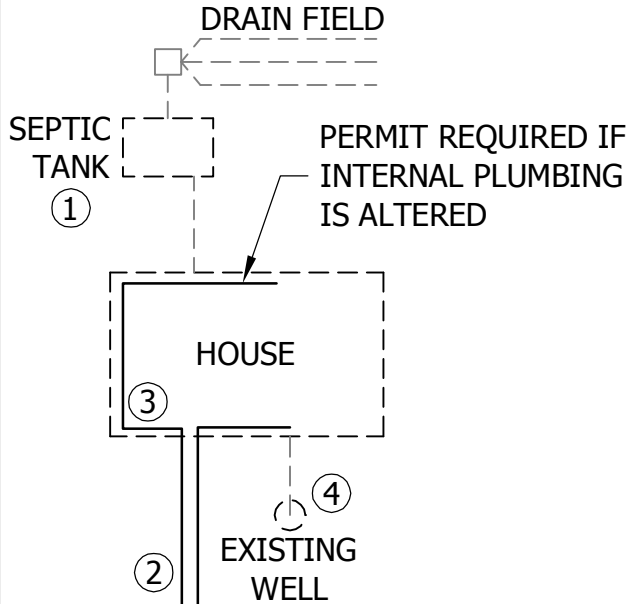 DRAIN FIELD
SEPTIC
TANK
1
PERMIT REQUIRED IF
INTERNAL PLUMBING
IS ALTERED
HOUSE
3
4
EXISTING
WELL
2